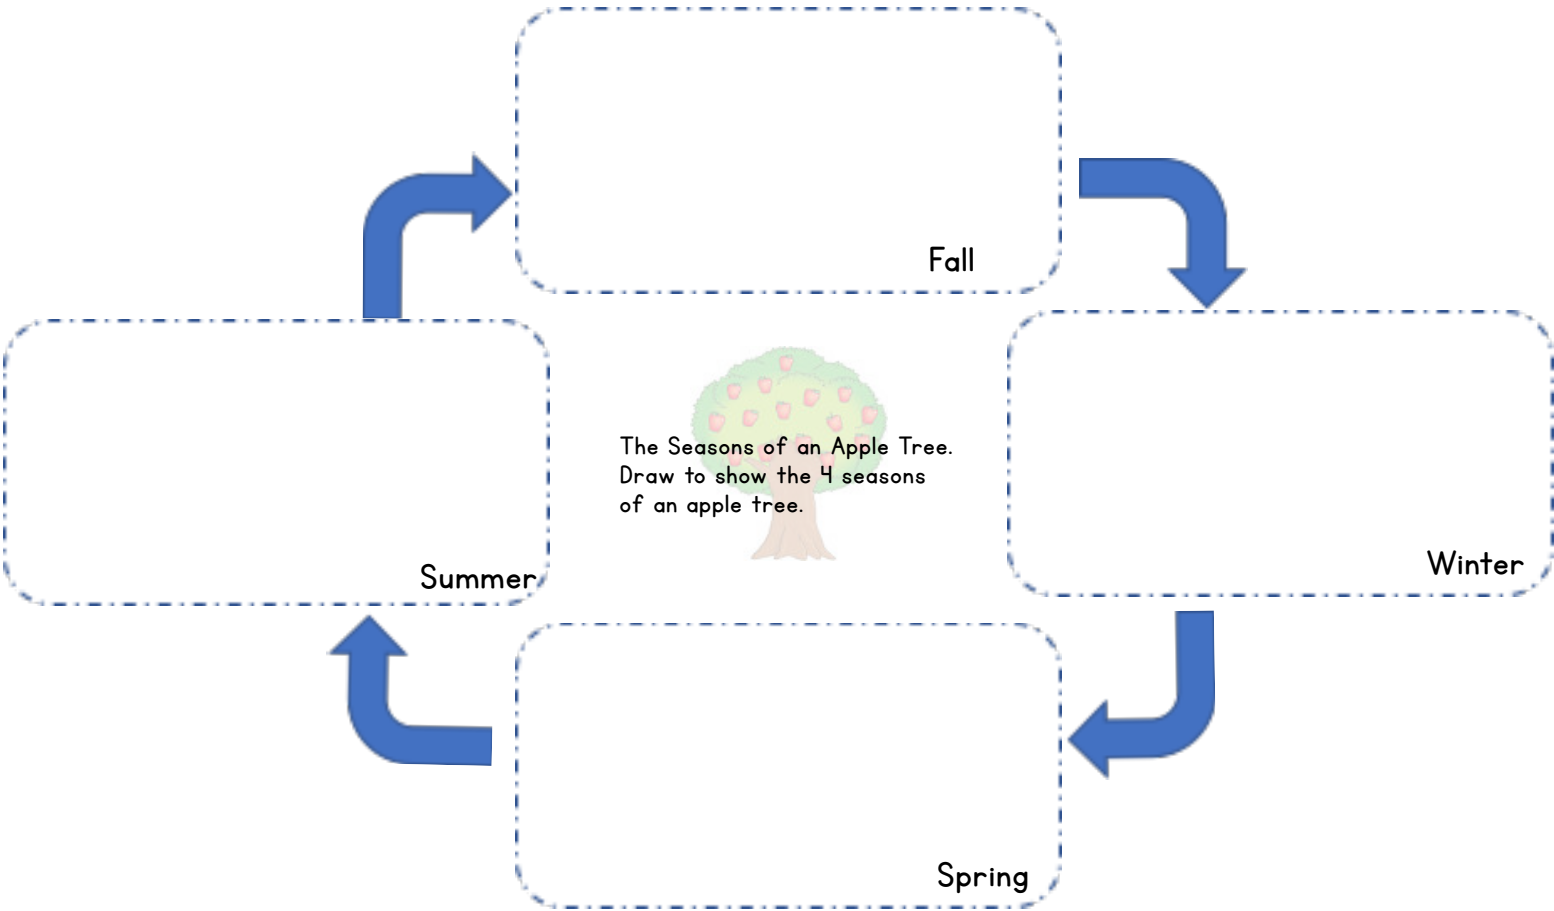 Fall
The Seasons of an Apple Tree.
Draw to show the 4 seasons
of an apple tree.
Summer
Winter
Spring